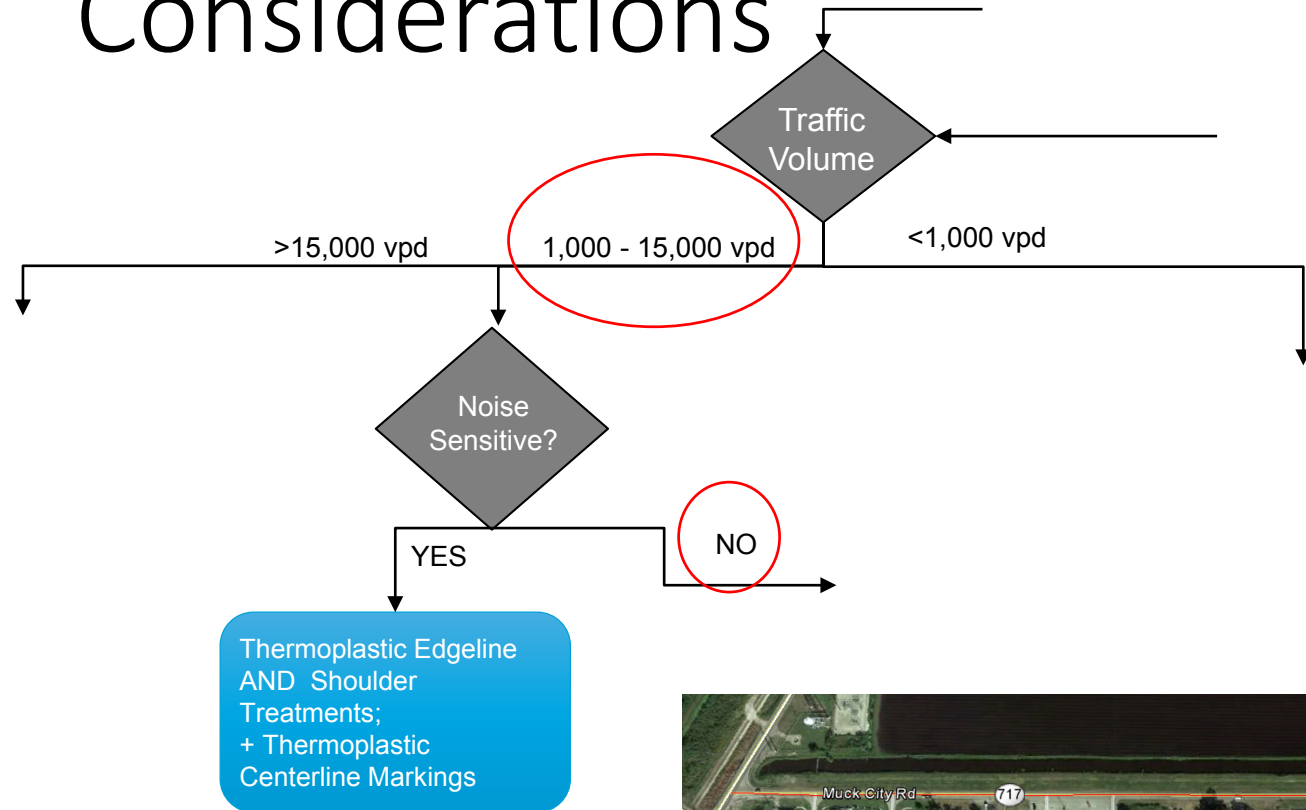 Considerations
Traffic
Volume
>15,000 vpd
1,000 - 15,000 vpd
<1,000 vpd
Noise
Sensitive?
YES
NO
Thermoplastic Edgeline
AND Shoulder
Treatments;
+ Thermoplastic
Centerline Markings
Muck City Rd
717